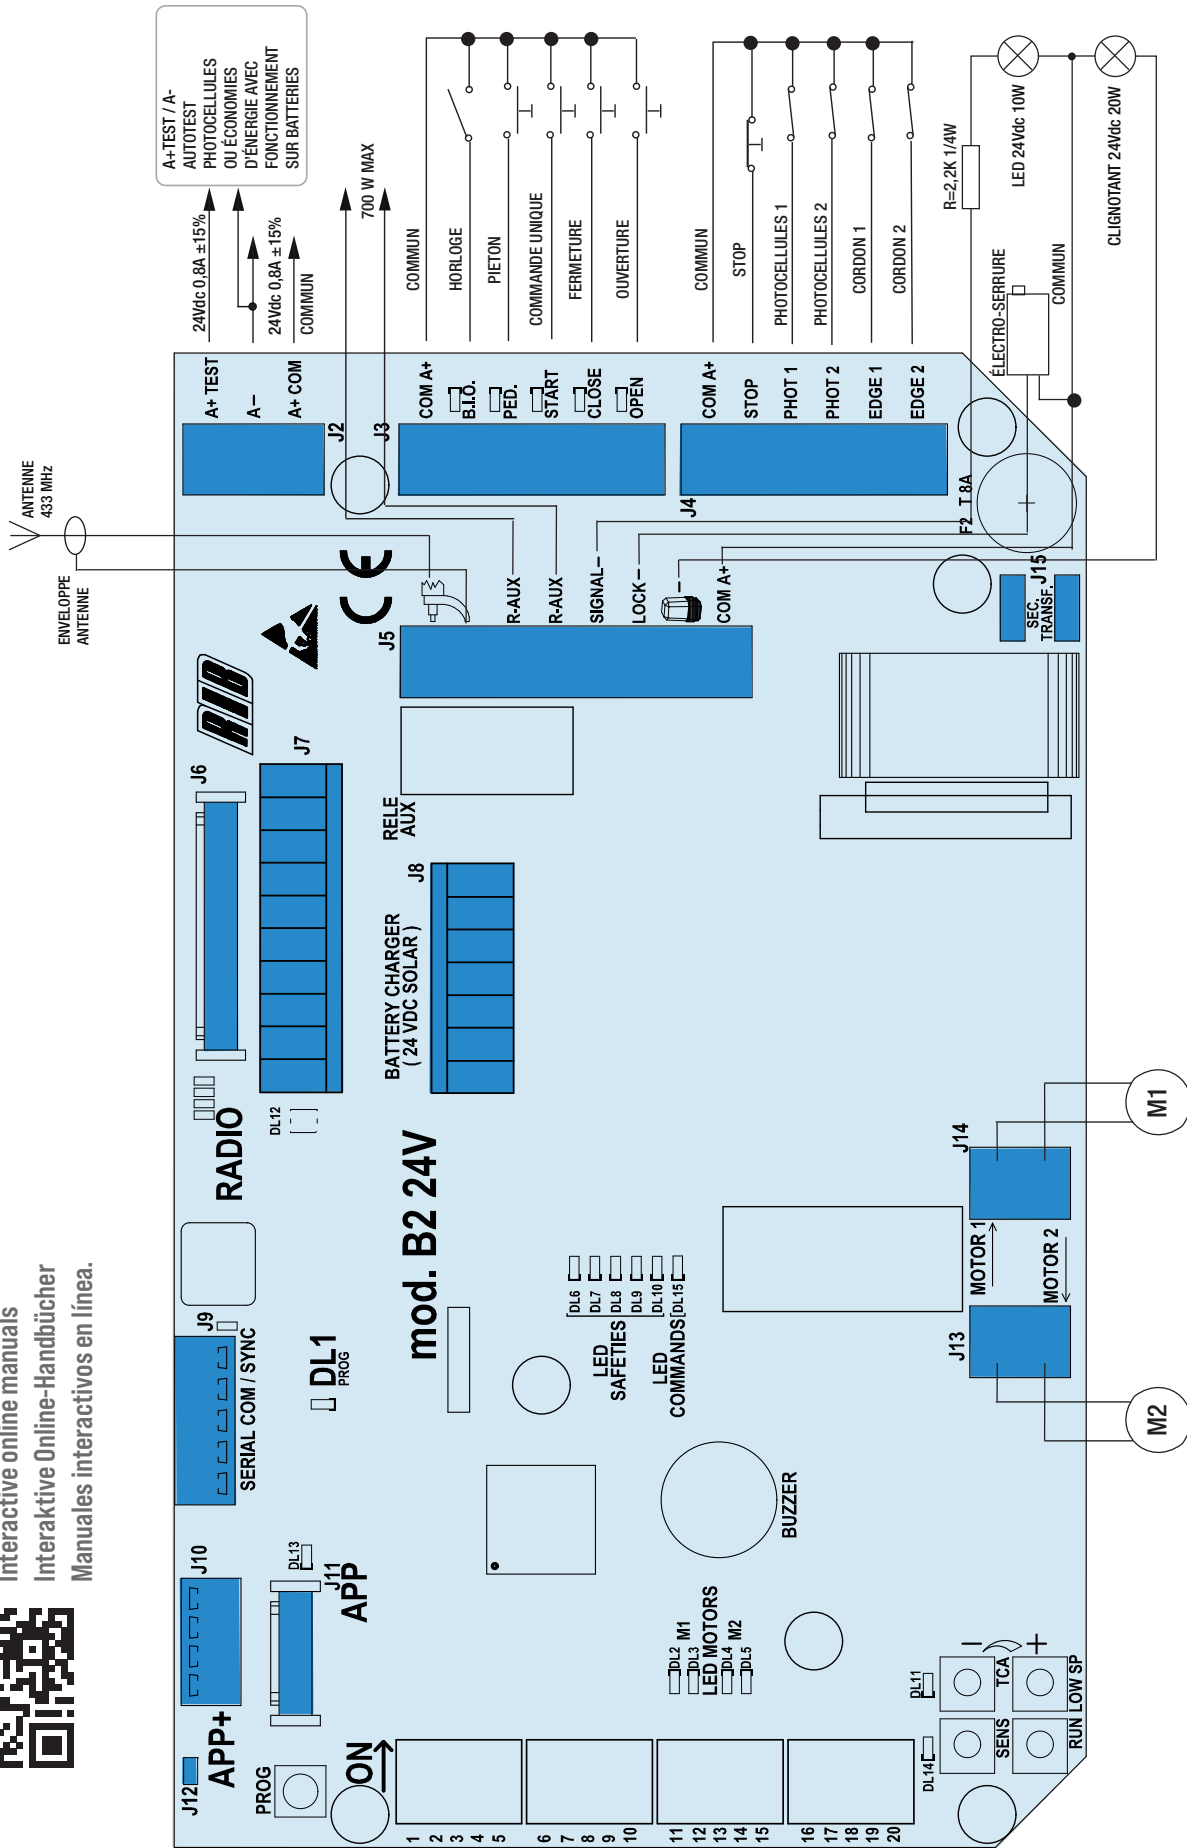 Interactive online manuals
Interaktive Online-Handbücher
Manuales interactivos en línea.
ANTENNE
433 MHz
ENVELOPPE
ANTENNE
A+TEST / A-
AUTOTEST
PHOTOCELLULES
OU ÉCONOMIES
D'ÉNERGIE AVEC
FONCTIONNEMENT
SUR BATTERIES
24Vdc 0,8A ±15%
24Vdc 0,8A ±15%
COMMUN
700 W MAX
COMMUN
HORLOGE
PIETON
COMMANDE UNIQUE
FERMETURE
OUVERTURE
COMMUN
STOP
PHOTOCELLULES 1
PHOTOCELLULES 2
CORDON 1
CORDON 2
R=2,2K 1/4W
LED 24Vdc 10W
ÉLECTRO-SERRURE
COMMUN
CLIGNOTANT 24Vdc 20W
A+ TEST
A-
A+ COM
J2
J3
COM A+
B.I.O.
PED.
START
CLOSE
OPEN
COM A+
STOP
PHOT 1
PHOT 2
EDGE 1
EDGE 2
J4
F2 T 8A
J5
R-AUX
R-AUX
SIGNAL-
LOCK-
-
COM A+
SEC.
TRANSF.
J15
CE
RIB
J6
J7
RELE
AUX
J8
BATTERY CHARGER
( 24 VDC SOLAR )
RADIO
DL12
mod. B2 24V
J9
SERIAL COM / SYNC
DL1
PROG
DL6
DL7
DL8
DL9
DL10
DL15
LED
SAFETIES
LED
COMMANDS
J14
MOTOR 1
MOTOR 2
J13
M1
M2
BUZZER
J10
APP+
J12
DL13
J11
APP
PROG
ON
DL2
M1
DL3
LED MOTORS
DL4
M2
DL5
DL11
DL14
TCA
SENS
- +
RUN LOW SP
1
2
3
4
5
6
7
8
9
10
11
12
13
14
15
16
17
18
19
20